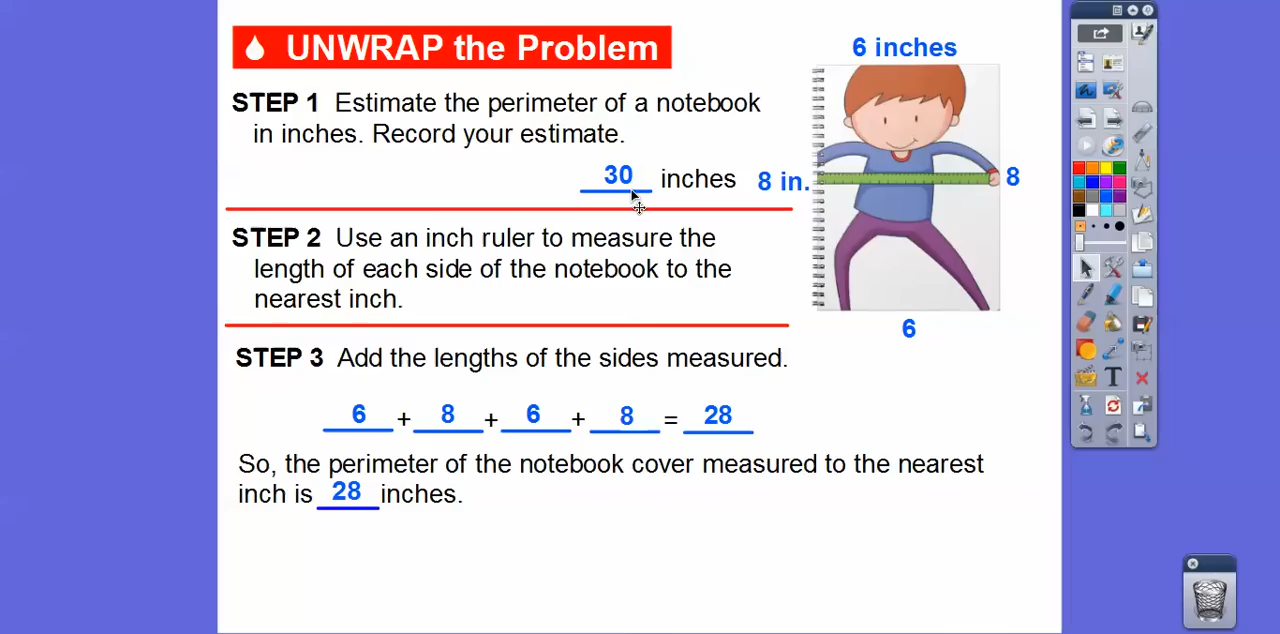 UNWRAP the Problem
6 inches
STEP 1 Estimate the perimeter of a notebook
in inches. Record your estimate.
30 inches
8 in.
8
STEP 2 Use an inch ruler to measure the
length of each side of the notebook to the
nearest inch.
6
STEP 3 Add the lengths of the sides measured.
6 + 8 + 6 + 8 = 28
So, the perimeter of the notebook cover measured to the nearest
inch is 28 inches.
T